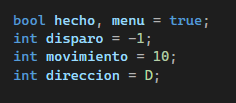 bool hecho, menu = true;
int disparo = -1;
int movimiento = 10;
int direccion = D;